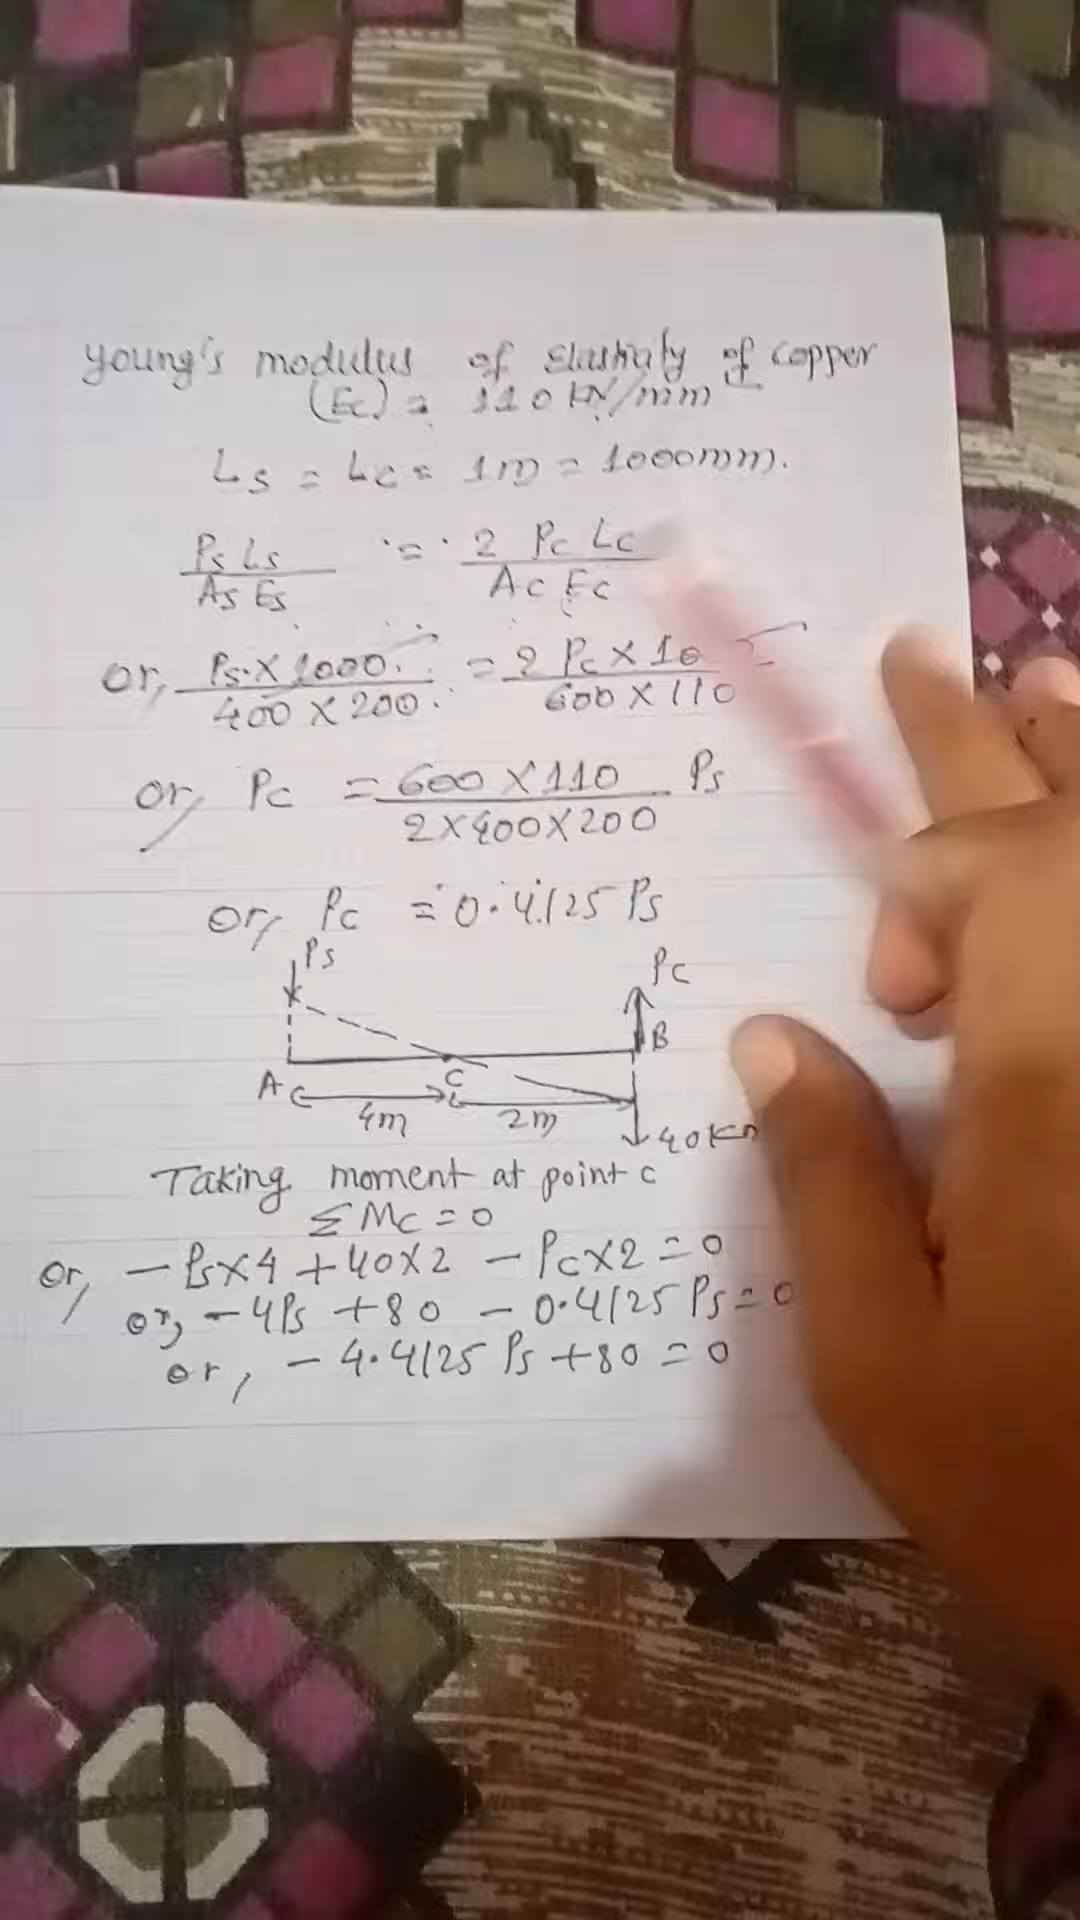 Young's modulus of Elasticity of Copper
(Ec) = 110 kN/mm
Ls = Lc = 1m = 1000mm.
Ps Ls / As Es = 2 Pc Lc / Ac Ec
or, Ps × 1000 / 400 × 200 = 2 Pc × 10 / 600 × 110
or, Pc = 600 × 110 / 2×400×200 Ps
or, Pc = 0.4125 Ps
Ps
Pc
B
A C
4m 2m
40kn
Taking moment at point c
ΣMc = 0
or, - Ps×4 + 40×2 - Pc×2 = 0
or, - 4Ps + 80 - 0.4125 Ps = 0
or, - 4.4125 Ps + 80 = 0